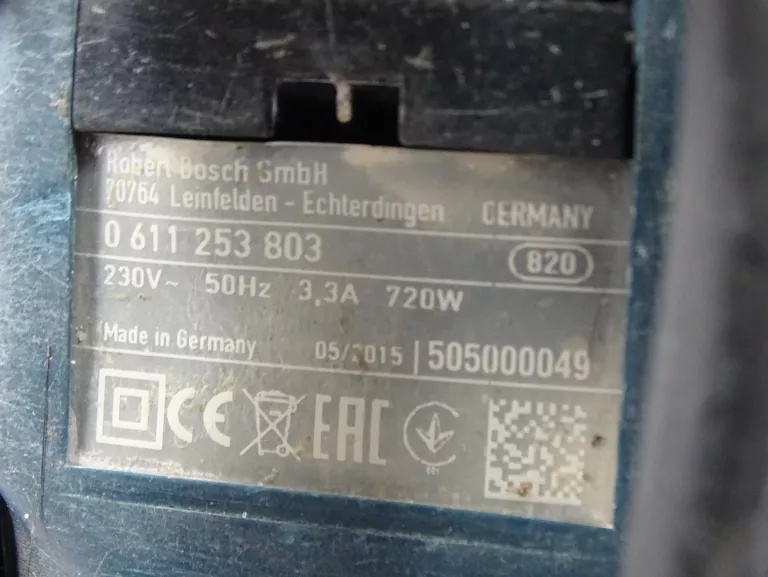 Robert Bosch GmbH
70764 Leinfelden - Echterdingen GERMANY
0 611 253 803 820
230V~ 50Hz 3,3A 720W
Made in Germany 05/2015 | 505000049
CE EAC